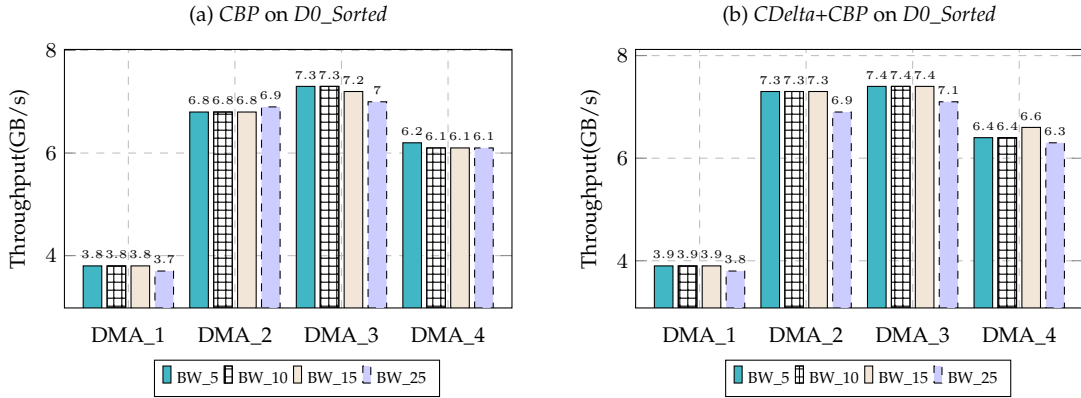 (a) CBP on D0_Sorted
Throughput(GB/s)
8
6
4
3.8 3.8 3.8 3.7
6.8 6.8 6.8 6.9
7.3 7.3 7.2 7
6.2 6.1 6.1 6.1
DMA_1 DMA_2 DMA_3 DMA_4
BW_5 BW_10 BW_15 BW_25
(b) CDelta+CBP on D0_Sorted
Throughput(GB/s)
8
6
4
3.9 3.9 3.9 3.8
7.3 7.3 7.3 6.9
7.4 7.4 7.4 7.1
6.4 6.4 6.6 6.3
DMA_1 DMA_2 DMA_3 DMA_4
BW_5 BW_10 BW_15 BW_25